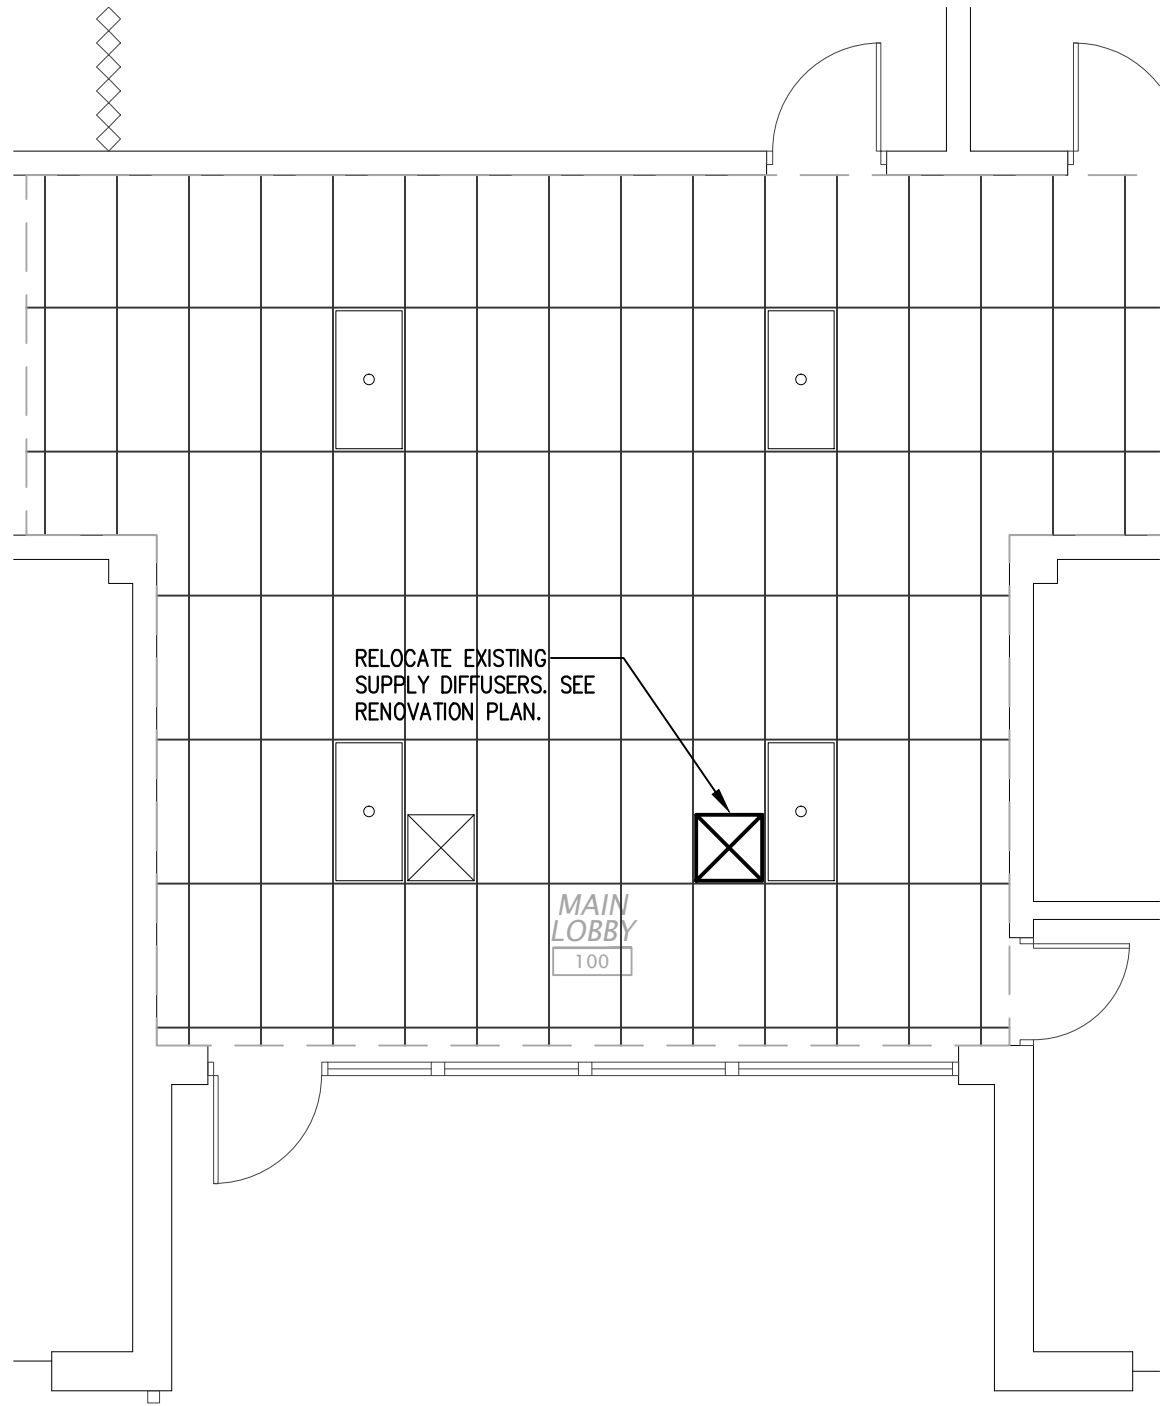 RELOCATE EXISTING
SUPPLY DIFFUSERS. SEE
RENOVATION PLAN.
MAIN
LOBBY
100